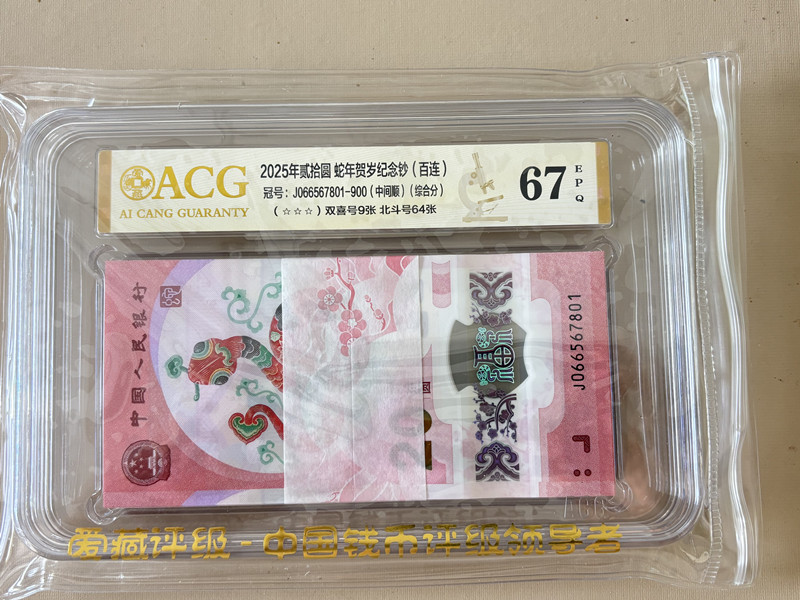 ACG
AI CANG GUARANTY
2025年贰拾圆 蛇年贺岁纪念钞（百连）
冠号：J066567801-900（中间顺）（综合分）
（☆☆☆）双喜号9张 北斗号64张
67
EPQ
中国人民银行
圆
J066567801
ACG
爱藏评级-中国钱币评级领导者